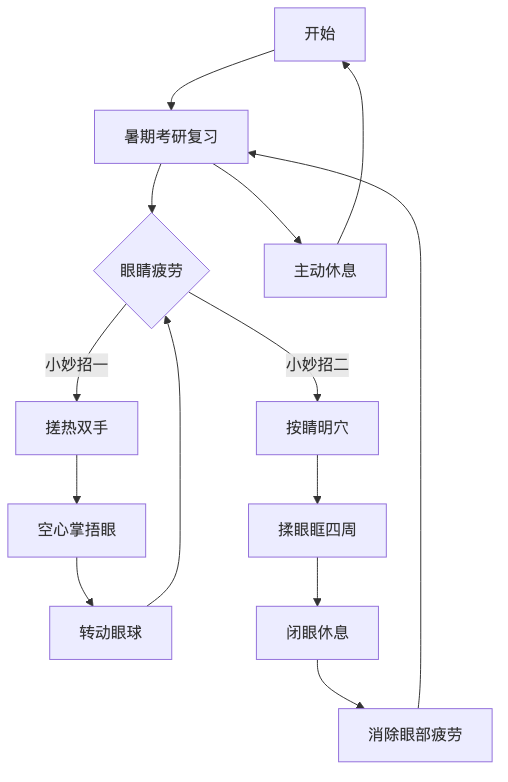 开始
暑期考研复习
眼睛疲劳
主动休息
小妙招一
小妙招二
搓热双手
按睛明穴
空心掌捂眼
揉眼眶四周
转动眼球
闭眼休息
消除眼部疲劳